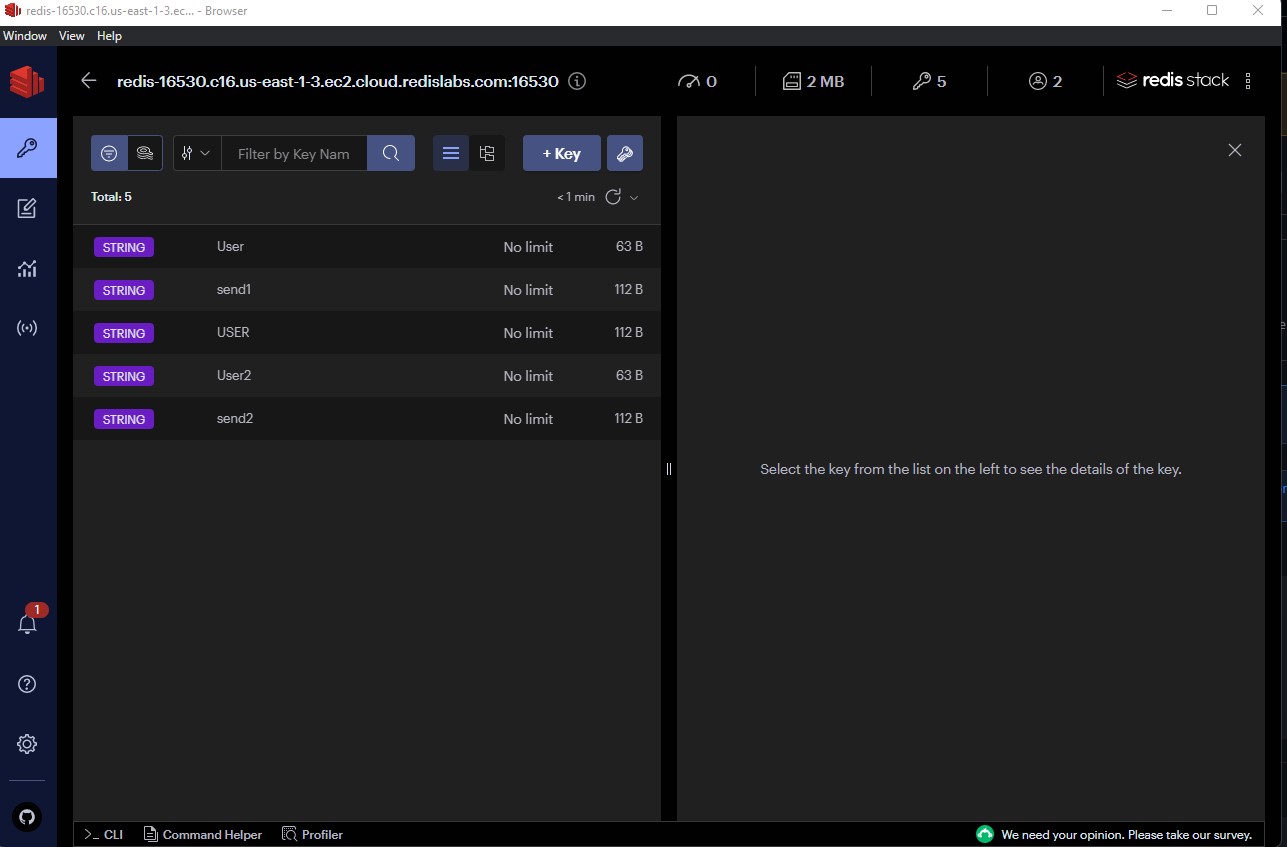 redis-16530.c16.us-east-1-3.ec... - Browser
Window View Help
redis-16530.c16.us-east-1-3.ec2.cloud.redislabs.com:16530 0 2 MB 5 2 redis stack
Filter by Key Nam + Key
Total: 5 < 1 min
STRING User No limit 63 B
STRING send1 No limit 112 B
STRING USER No limit 112 B
STRING User2 No limit 63 B
STRING send2 No limit 112 B
Select the key from the list on the left to see the details of the key.
1
>_ CLI Command Helper Profiler We need your opinion. Please take our survey.